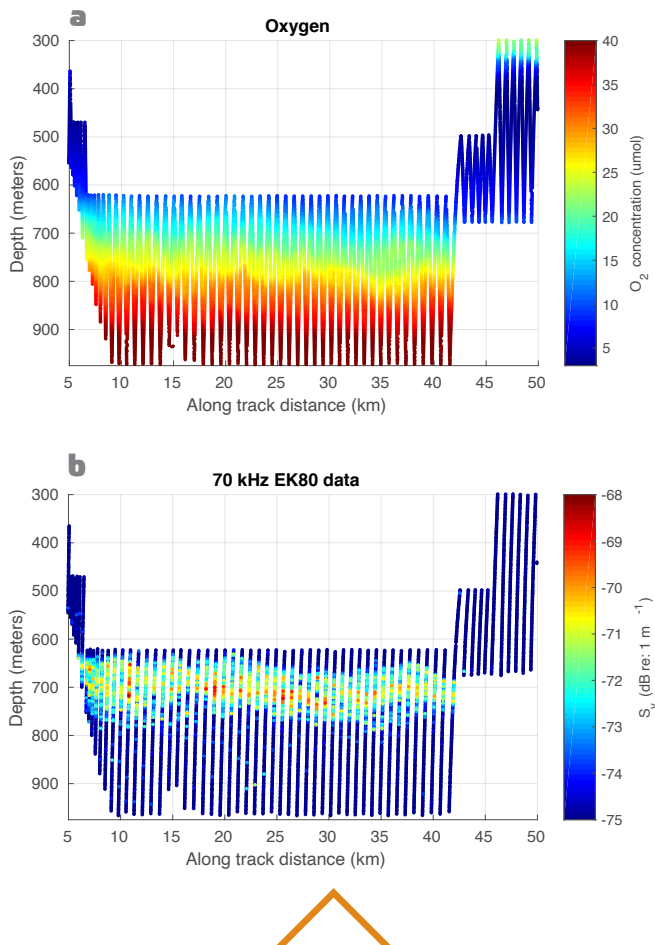 a
Oxygen
300
400
500
600
700
800
900
Depth (meters)
5 10 15 20 25 30 35 40 45 50
Along track distance (km)
40
35
30
25
20
15
10
5
O2 concentration (umol)
b
70 kHz EK80 data
300
400
500
600
700
800
900
Depth (meters)
5 10 15 20 25 30 35 40 45 50
Along track distance (km)
-68
-69
-70
-71
-72
-73
-74
-75
Sv (dB re: 1 m -1)